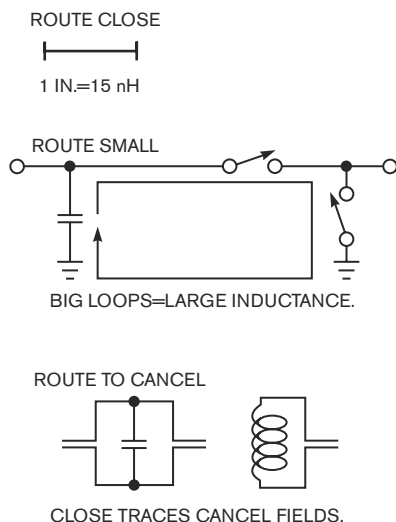 ROUTE CLOSE
1 IN.=15 nH
ROUTE SMALL
BIG LOOPS=LARGE INDUCTANCE.
ROUTE TO CANCEL
CLOSE TRACES CANCEL FIELDS.